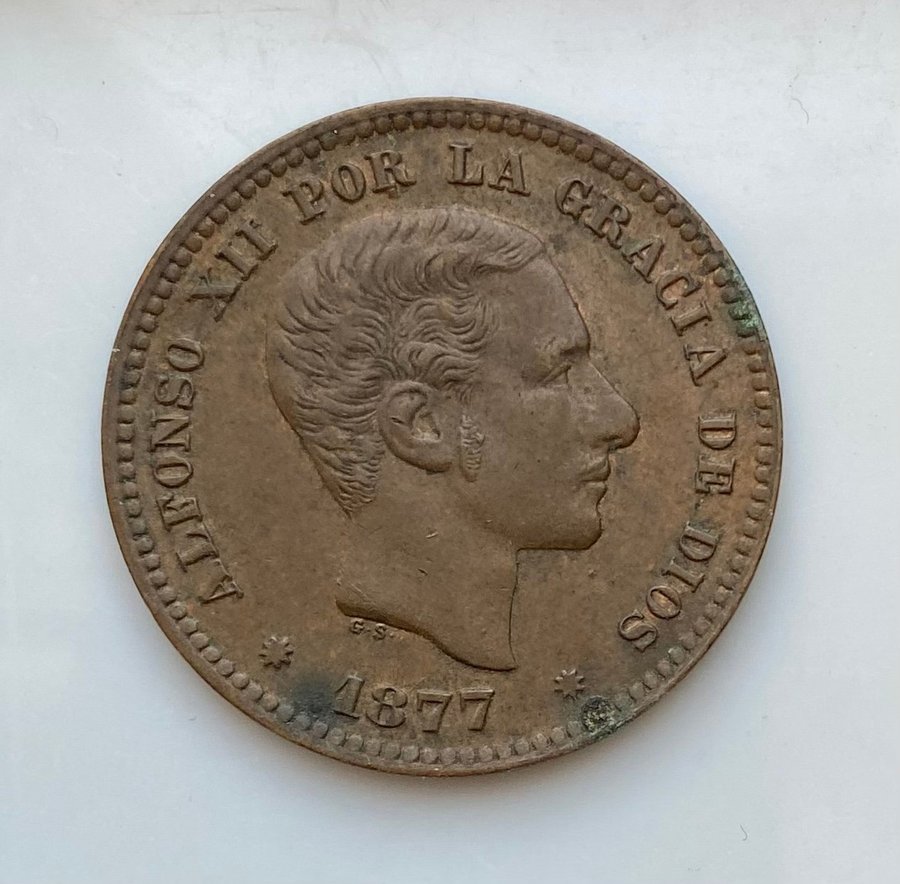 ALFONSO XII POR LA GRACIA DE DIOS
G·S·
1877